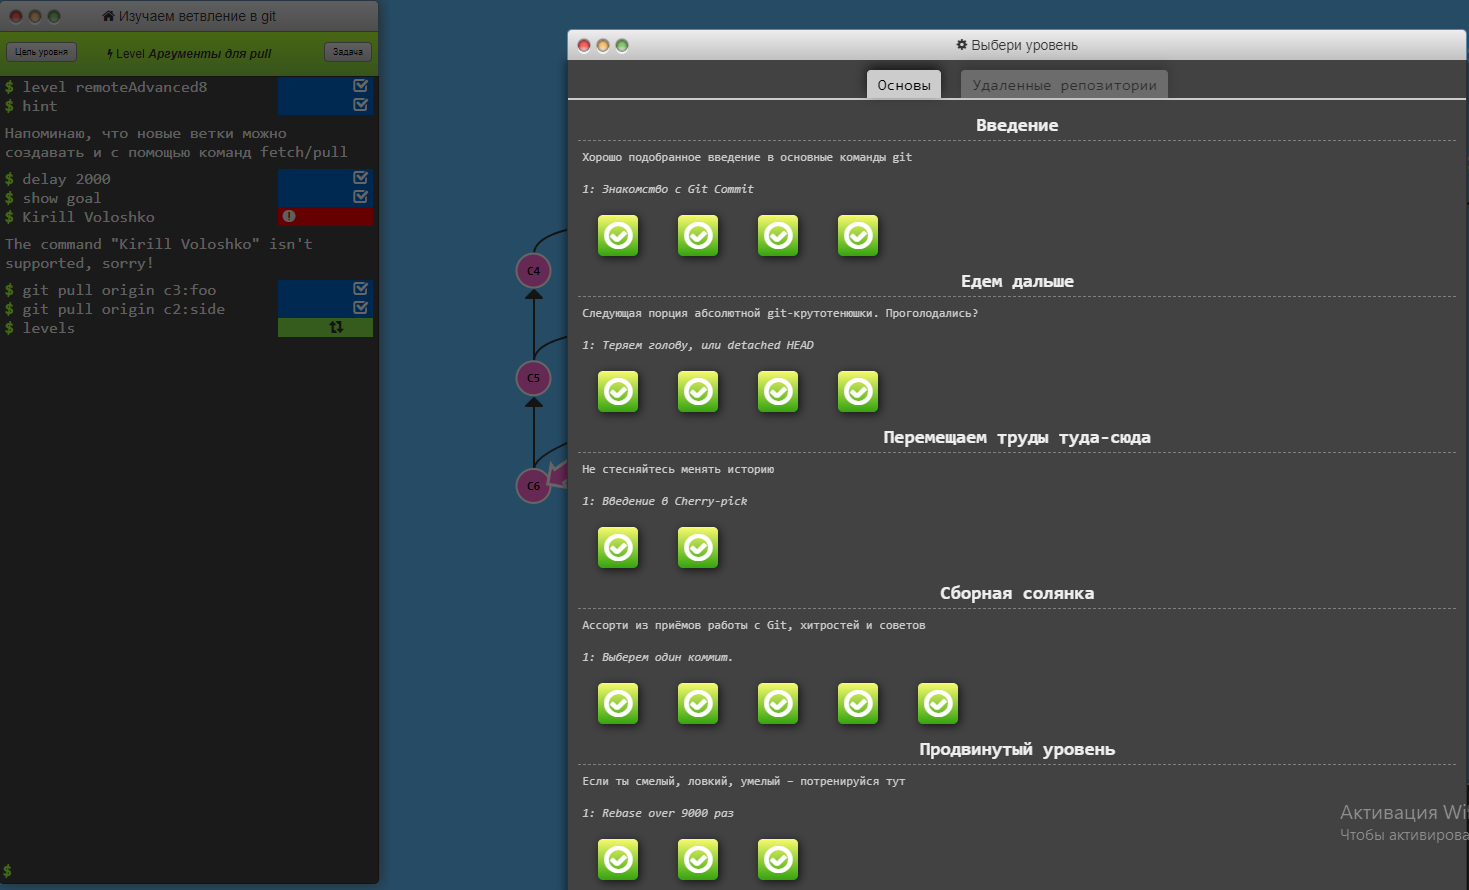 Изучаем ветвление в git
Цель уровня
Level Аргументы для pull
Задача
$ level remoteAdvanced8
$ hint
Напоминаю, что новые ветки можно
создавать и с помощью команд fetch/pull
$ delay 2000
$ show goal
$ Kirill Voloshko
The command "Kirill Voloshko" isn't
supported, sorry!
$ git pull origin c3:foo
$ git pull origin c2:side
$ levels
$
C4
C5
C6
Выбери уровень
Основы
Удаленные репозитории
Введение
Хорошо подобранное введение в основные команды git
1: Знакомство с Git Commit
Едем дальше
Следующая порция абсолютной git-крутотенюшки. Проголодались?
1: Теряем голову, или detached HEAD
Перемещаем труды туда-сюда
Не стесняйтесь менять историю
1: Введение в Cherry-pick
Сборная солянка
Ассорти из приёмов работы с Git, хитростей и советов
1: Выберем один коммит.
Продвинутый уровень
Если ты смелый, ловкий, умелый – потренируйся тут
1: Rebase over 9000 раз
Активация Wi
Чтобы активирова